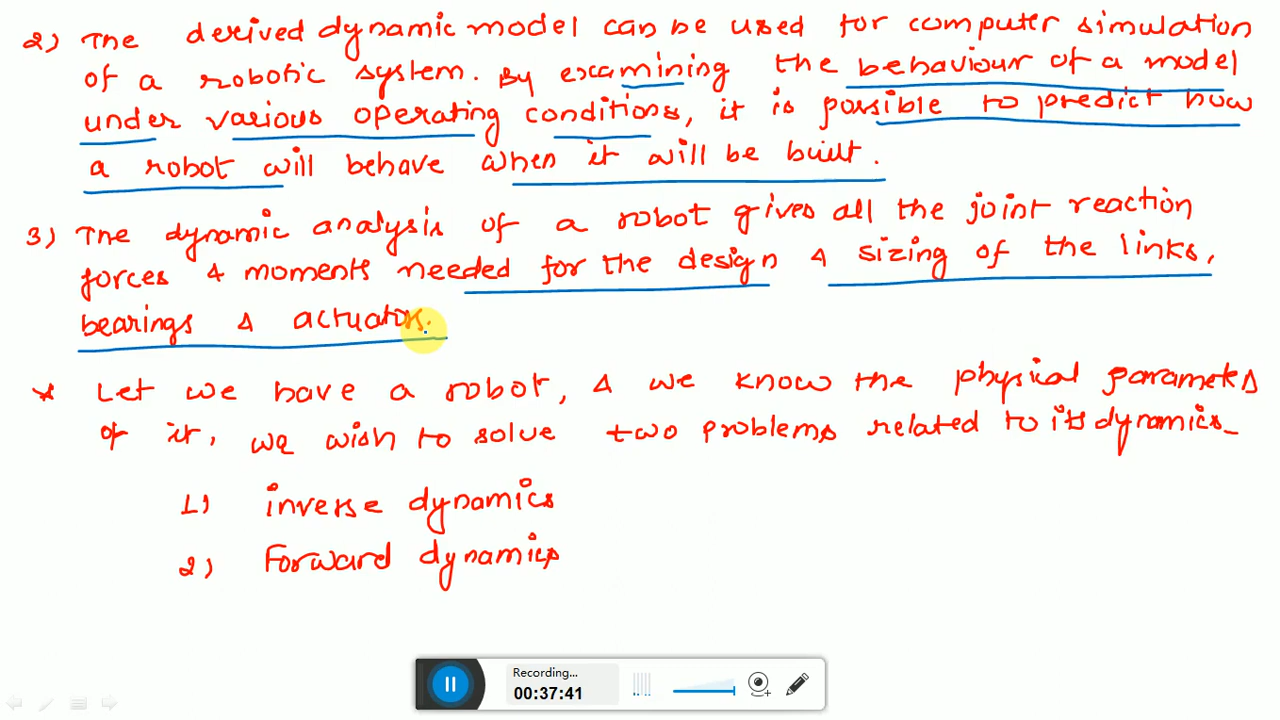 2) The derived dynamic model can be used for computer simulation
of a robotic system. By examining the behaviour of a model
under various operating conditions, it is possible to predict how
a robot will behave when it will be built.
3) The dynamic analysis of a robot gives all the joint reaction
forces & moments needed for the design & sizing of the links,
bearings & actuators.
* Let we have a robot, & we know the physical parameters
of it, we wish to solve two problems related to its dynamics-
1) inverse dynamics
2) Forward dynamics
Recording...
00:37:41